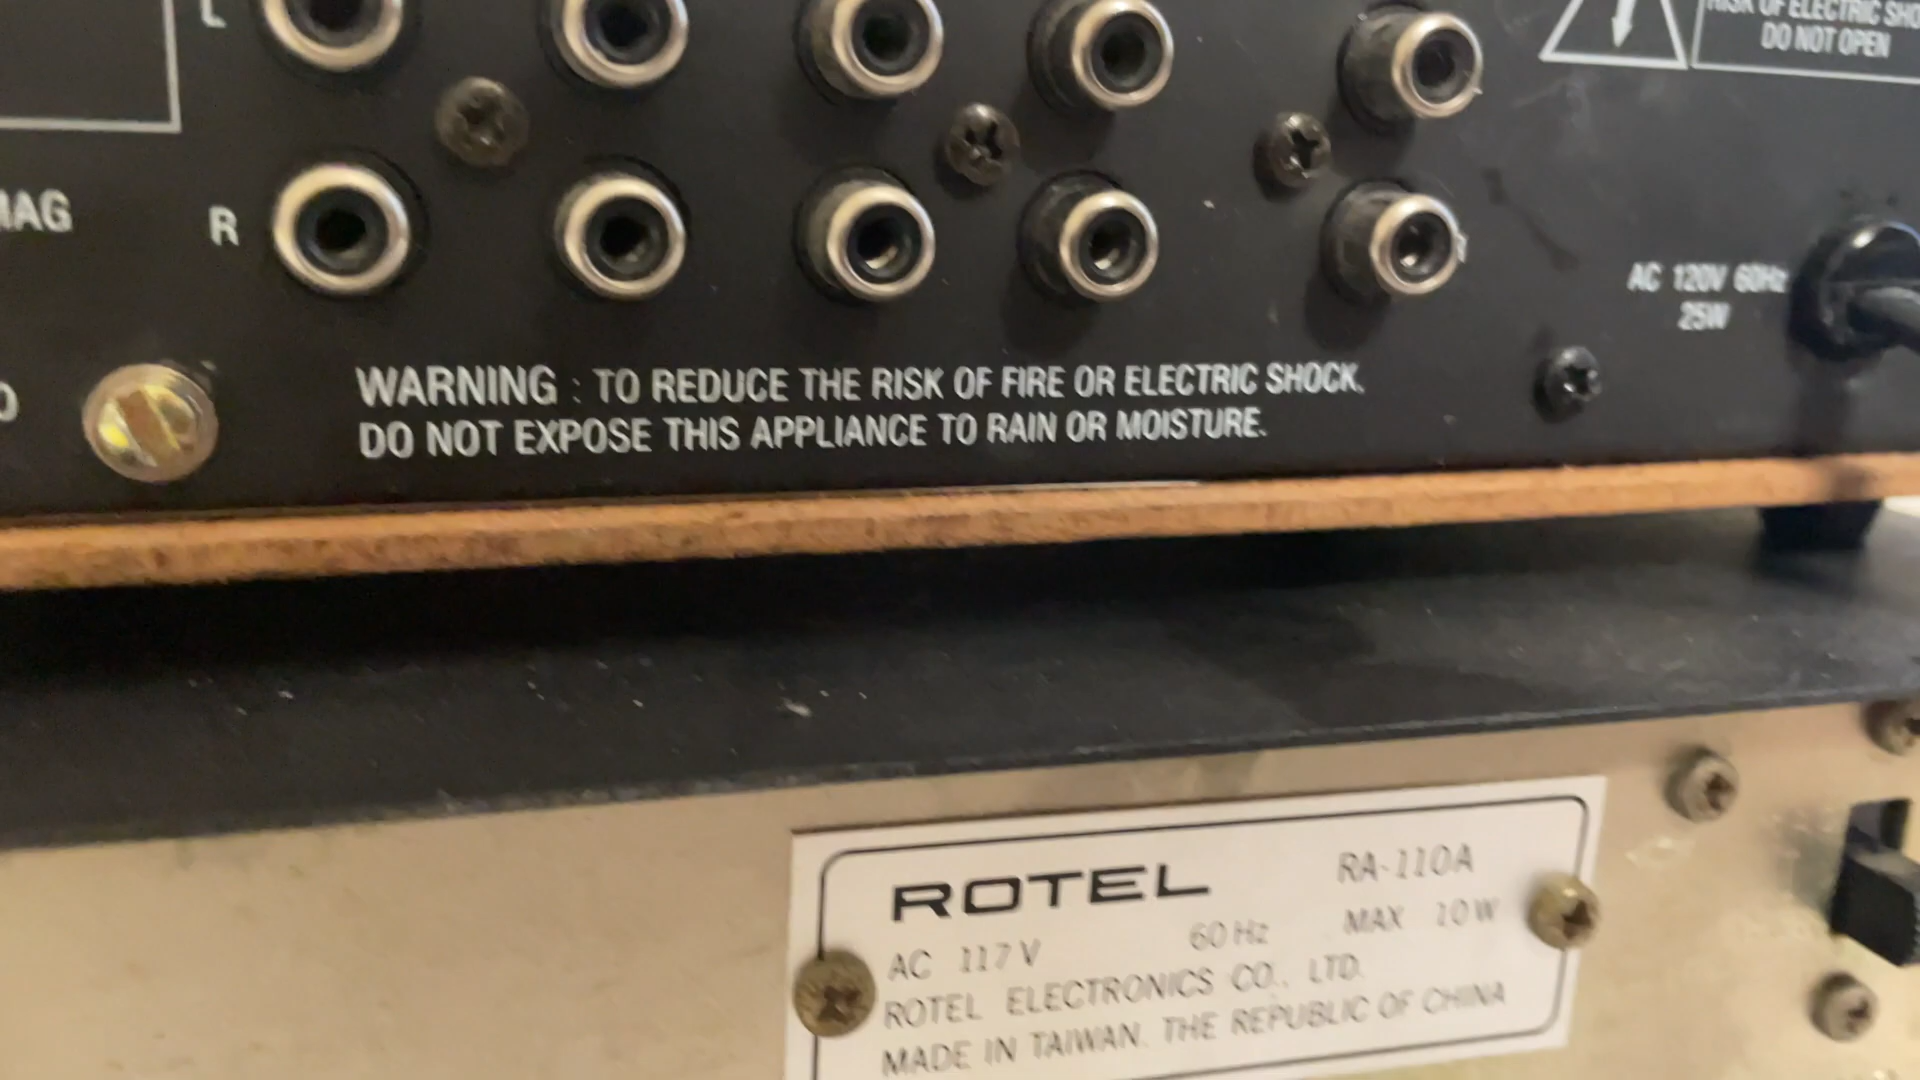 L
RISK OF ELECTRIC SHO
DO NOT OPEN
MAG
R
AC 120V 60Hz
25W
WARNING : TO REDUCE THE RISK OF FIRE OR ELECTRIC SHOCK,
DO NOT EXPOSE THIS APPLIANCE TO RAIN OR MOISTURE.
ROTEL RA-110A
AC 117V 60Hz MAX 10W
ROTEL ELECTRONICS CO., LTD.
MADE IN TAIWAN. THE REPUBLIC OF CHINA